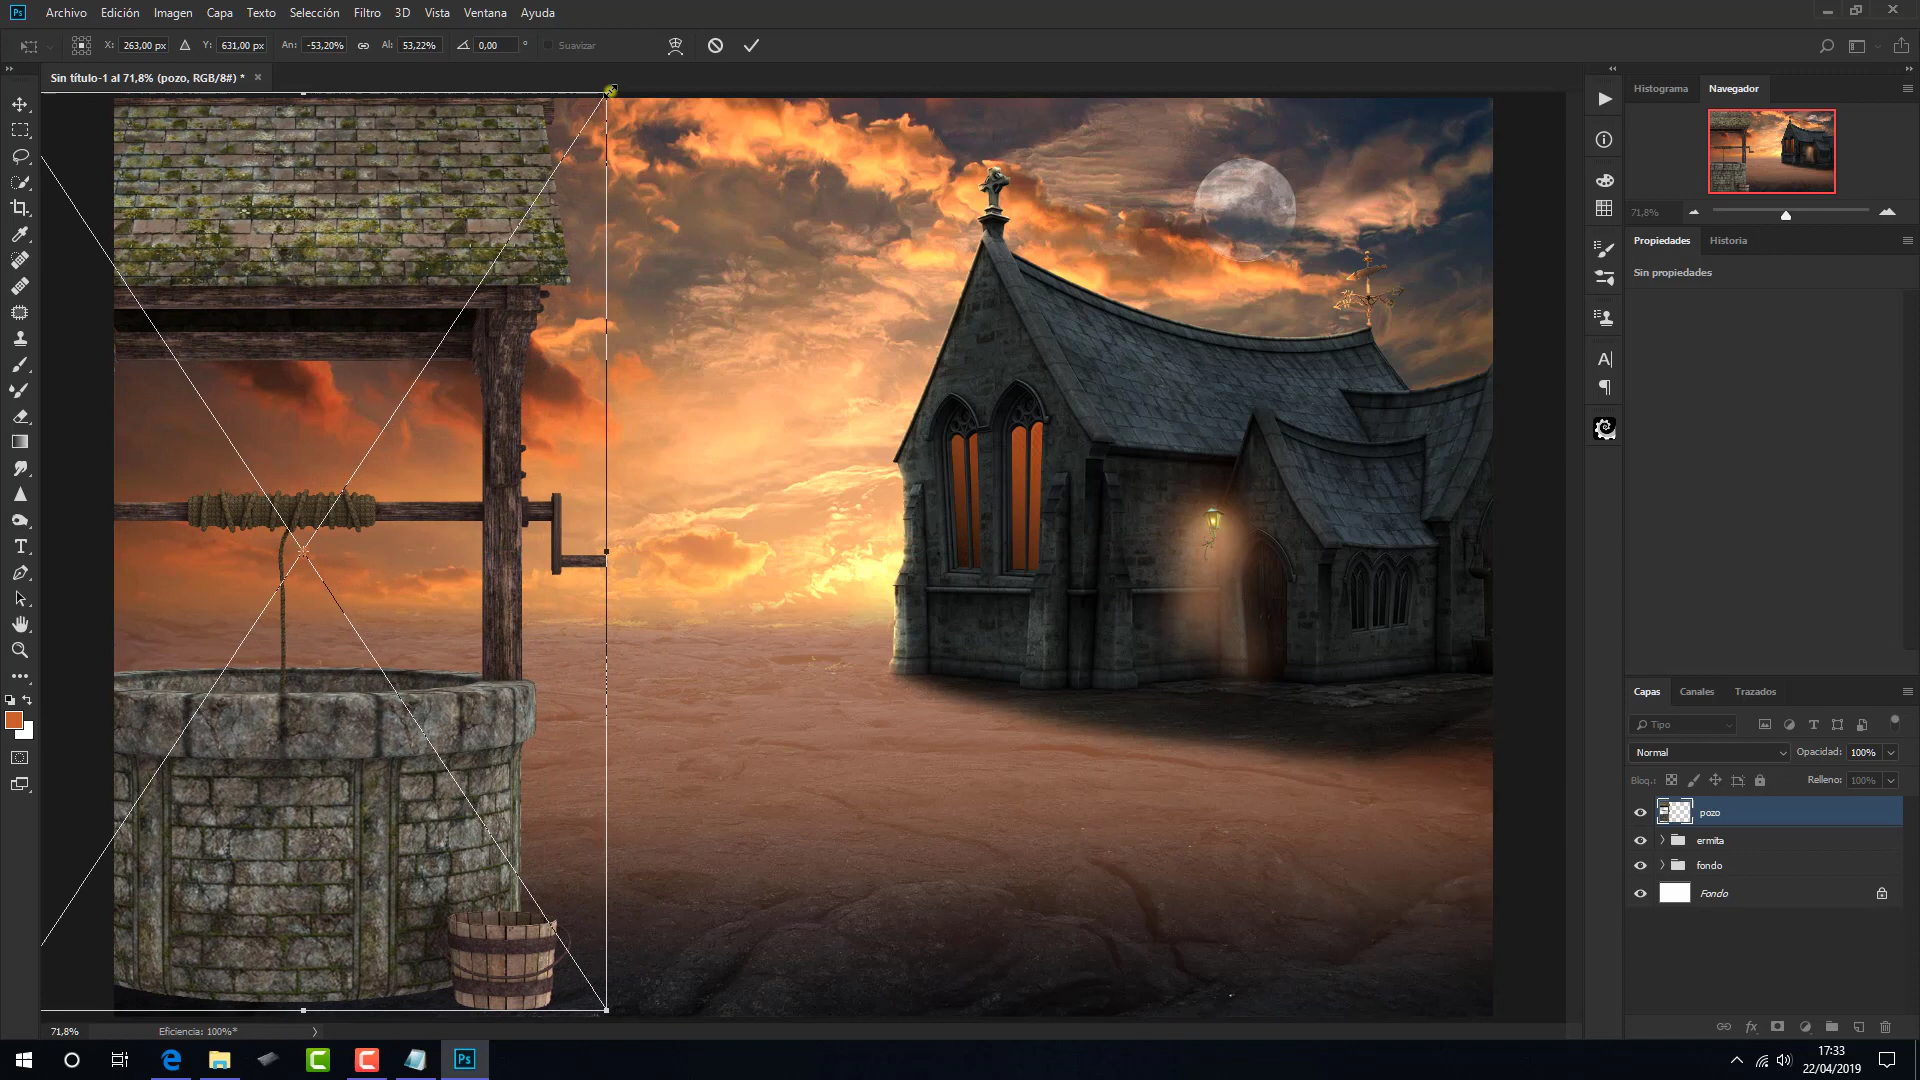 Ps Archivo Edición Imagen Capa Texto Selección Filtro 3D Vista Ventana Ayuda
X: 263,00 px Y: 631,00 px An: -53,20% Al: 53,22% 0,00 ° Suavizar
Sin título-1 al 71,8% (pozo, RGB/8#) * ×
Histograma Navegador
71,8%
Propiedades Historia
Sin propiedades
Capas Canales Trazados
Tipo
Normal Opacidad: 100%
Bloq.: Relleno: 100%
pozo
ermita
fondo
Fondo
71,8% Eficiencia: 100%*
17:33
Ps 22/04/2019